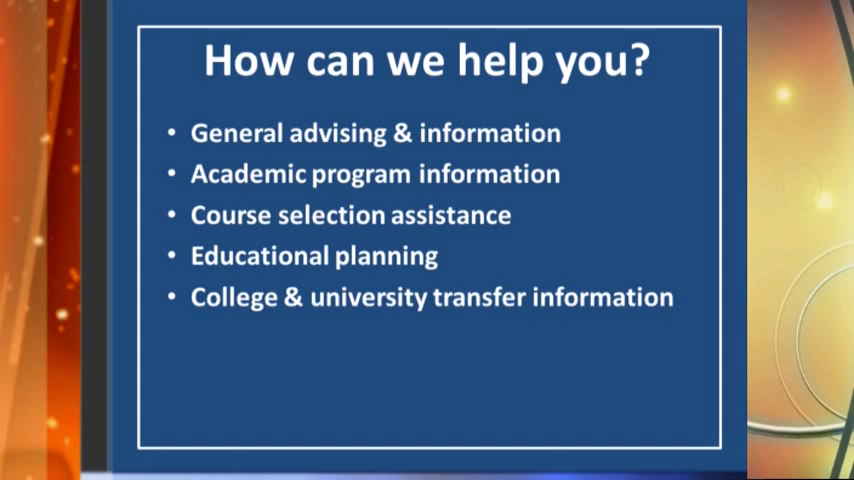 How can we help you?
• General advising & information
• Academic program information
• Course selection assistance
• Educational planning
• College & university transfer information